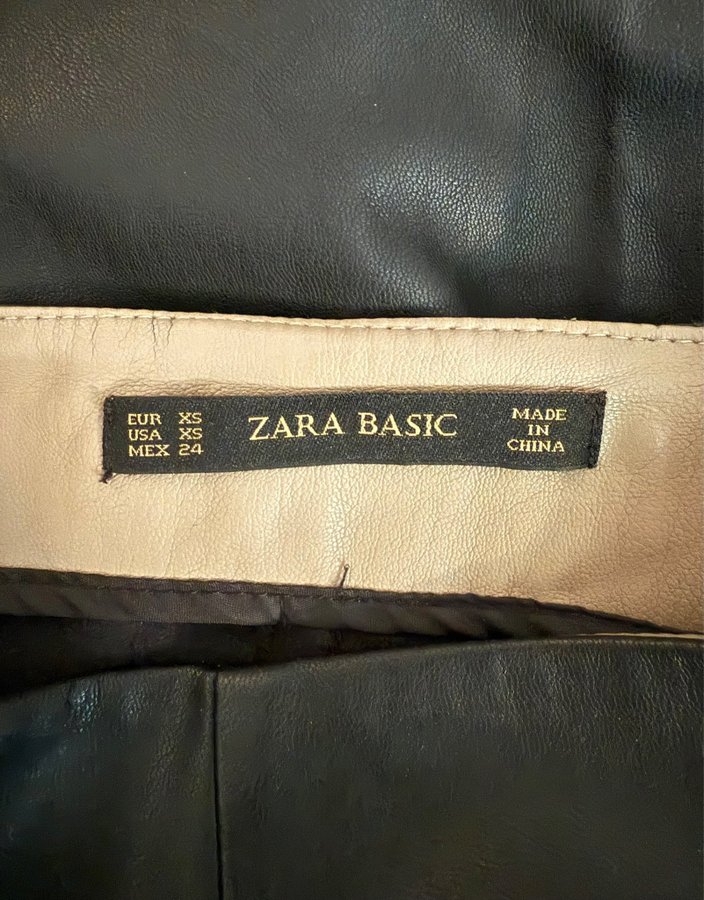 EUR XS
USA XS
MEX 24
ZARA BASIC
MADE
IN
CHINA